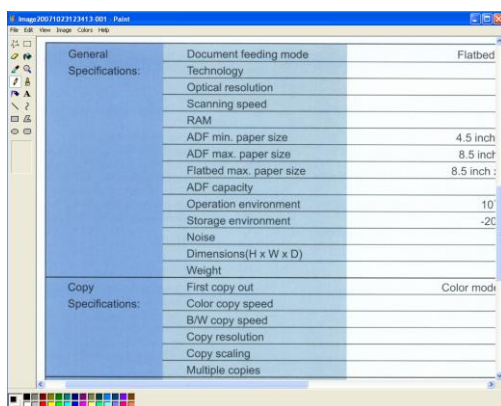 Image20071023123413-001 - Paint
File Edit View Image Colors Help
General Document feeding mode Flatbed
Specifications: Technology
Optical resolution
Scanning speed
RAM
ADF min. paper size 4.5 inch
ADF max. paper size 8.5 inch
Flatbed max. paper size 8.5 inch x
ADF capacity
Operation environment 10
Storage environment -20
Noise
Dimensions(H x W x D)
Weight
Copy First copy out Color mode
Specifications: Color copy speed
B/W copy speed
Copy resolution
Copy scaling
Multiple copies